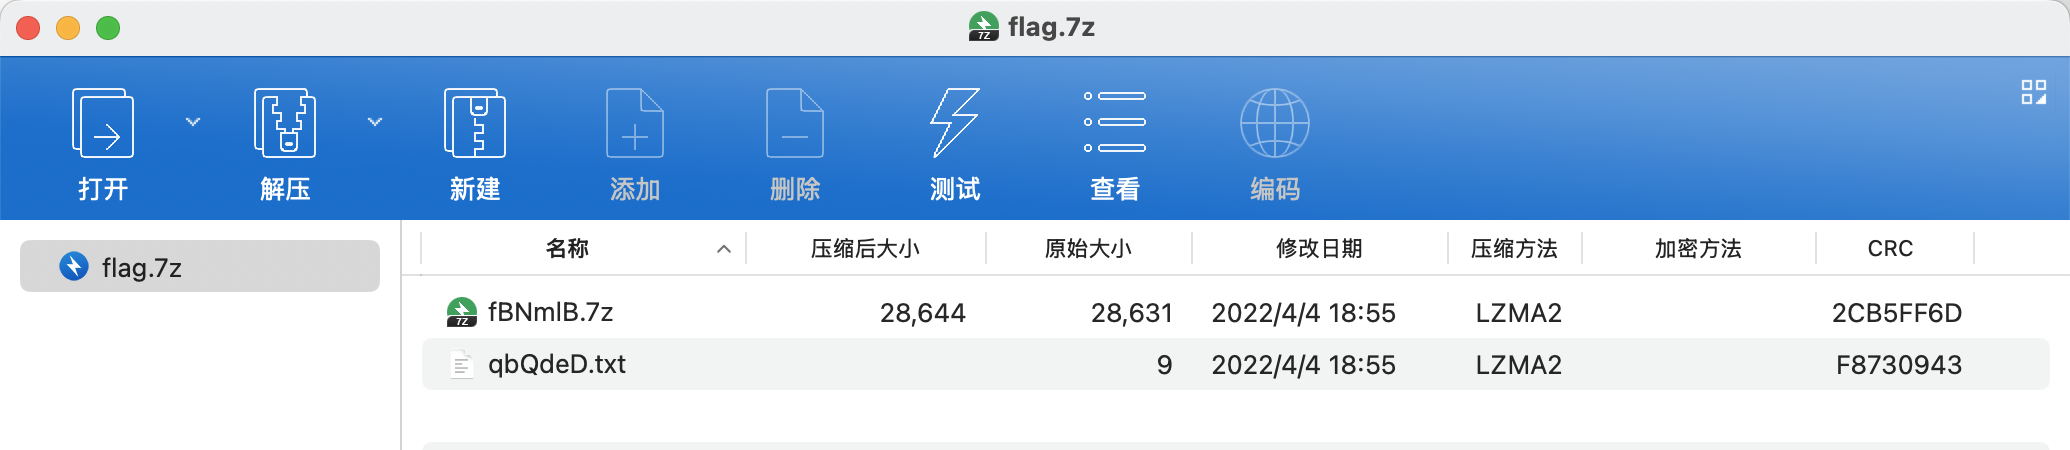 flag.7z
打开 解压 新建 添加 删除 测试 查看 编码
flag.7z
名称 压缩后大小 原始大小 修改日期 压缩方法 加密方法 CRC
7Z fBNmlB.7z 28,644 28,631 2022/4/4 18:55 LZMA2 2CB5FF6D
qbQdeD.txt 9 2022/4/4 18:55 LZMA2 F8730943